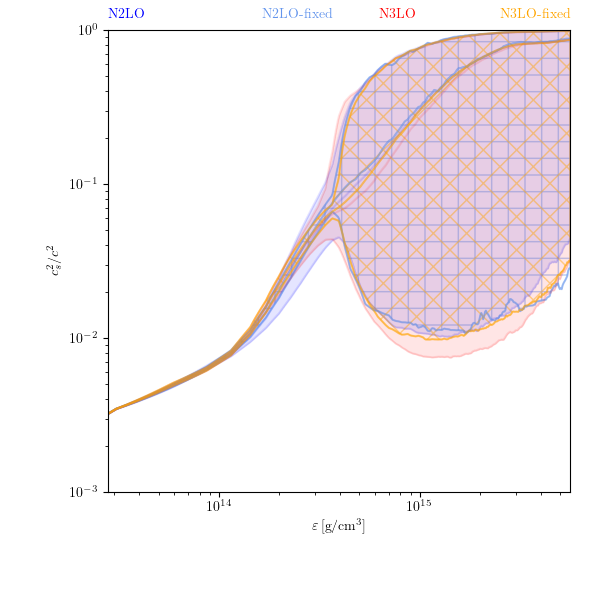 N2LO N2LO-fixed N3LO N3LO-fixed
10^0
10^{-1}
c_s^2/c^2
10^{-2}
10^{-3}
10^{14} 10^{15}
ε [g/cm^3]